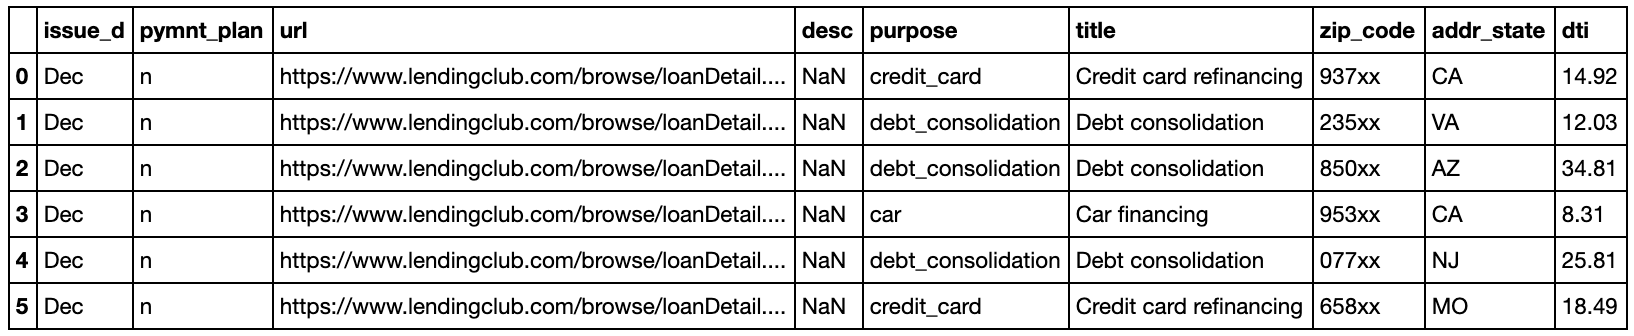 issue_d pymnt_plan url desc purpose title zip_code addr_state dti
0 Dec n https://www.lendingclub.com/browse/loanDetail.... NaN credit_card Credit card refinancing 937xx CA 14.92
1 Dec n https://www.lendingclub.com/browse/loanDetail.... NaN debt_consolidation Debt consolidation 235xx VA 12.03
2 Dec n https://www.lendingclub.com/browse/loanDetail.... NaN debt_consolidation Debt consolidation 850xx AZ 34.81
3 Dec n https://www.lendingclub.com/browse/loanDetail.... NaN car Car financing 953xx CA 8.31
4 Dec n https://www.lendingclub.com/browse/loanDetail.... NaN debt_consolidation Debt consolidation 077xx NJ 25.81
5 Dec n https://www.lendingclub.com/browse/loanDetail.... NaN credit_card Credit card refinancing 658xx MO 18.49